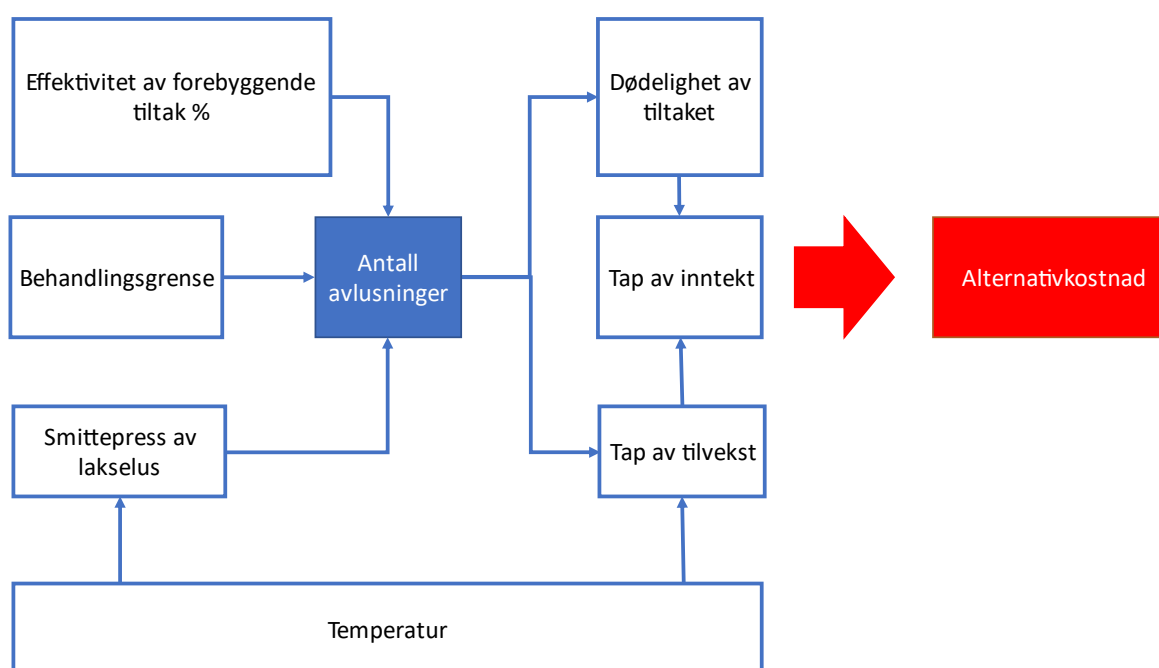 Effektivitet av forebyggende
tiltak %
Dødelighet av
tiltaket
Behandlingsgrense
Antall
avlusninger
Tap av inntekt
Alternativkostnad
Smittepress av
lakselus
Tap av tilvekst
Temperatur